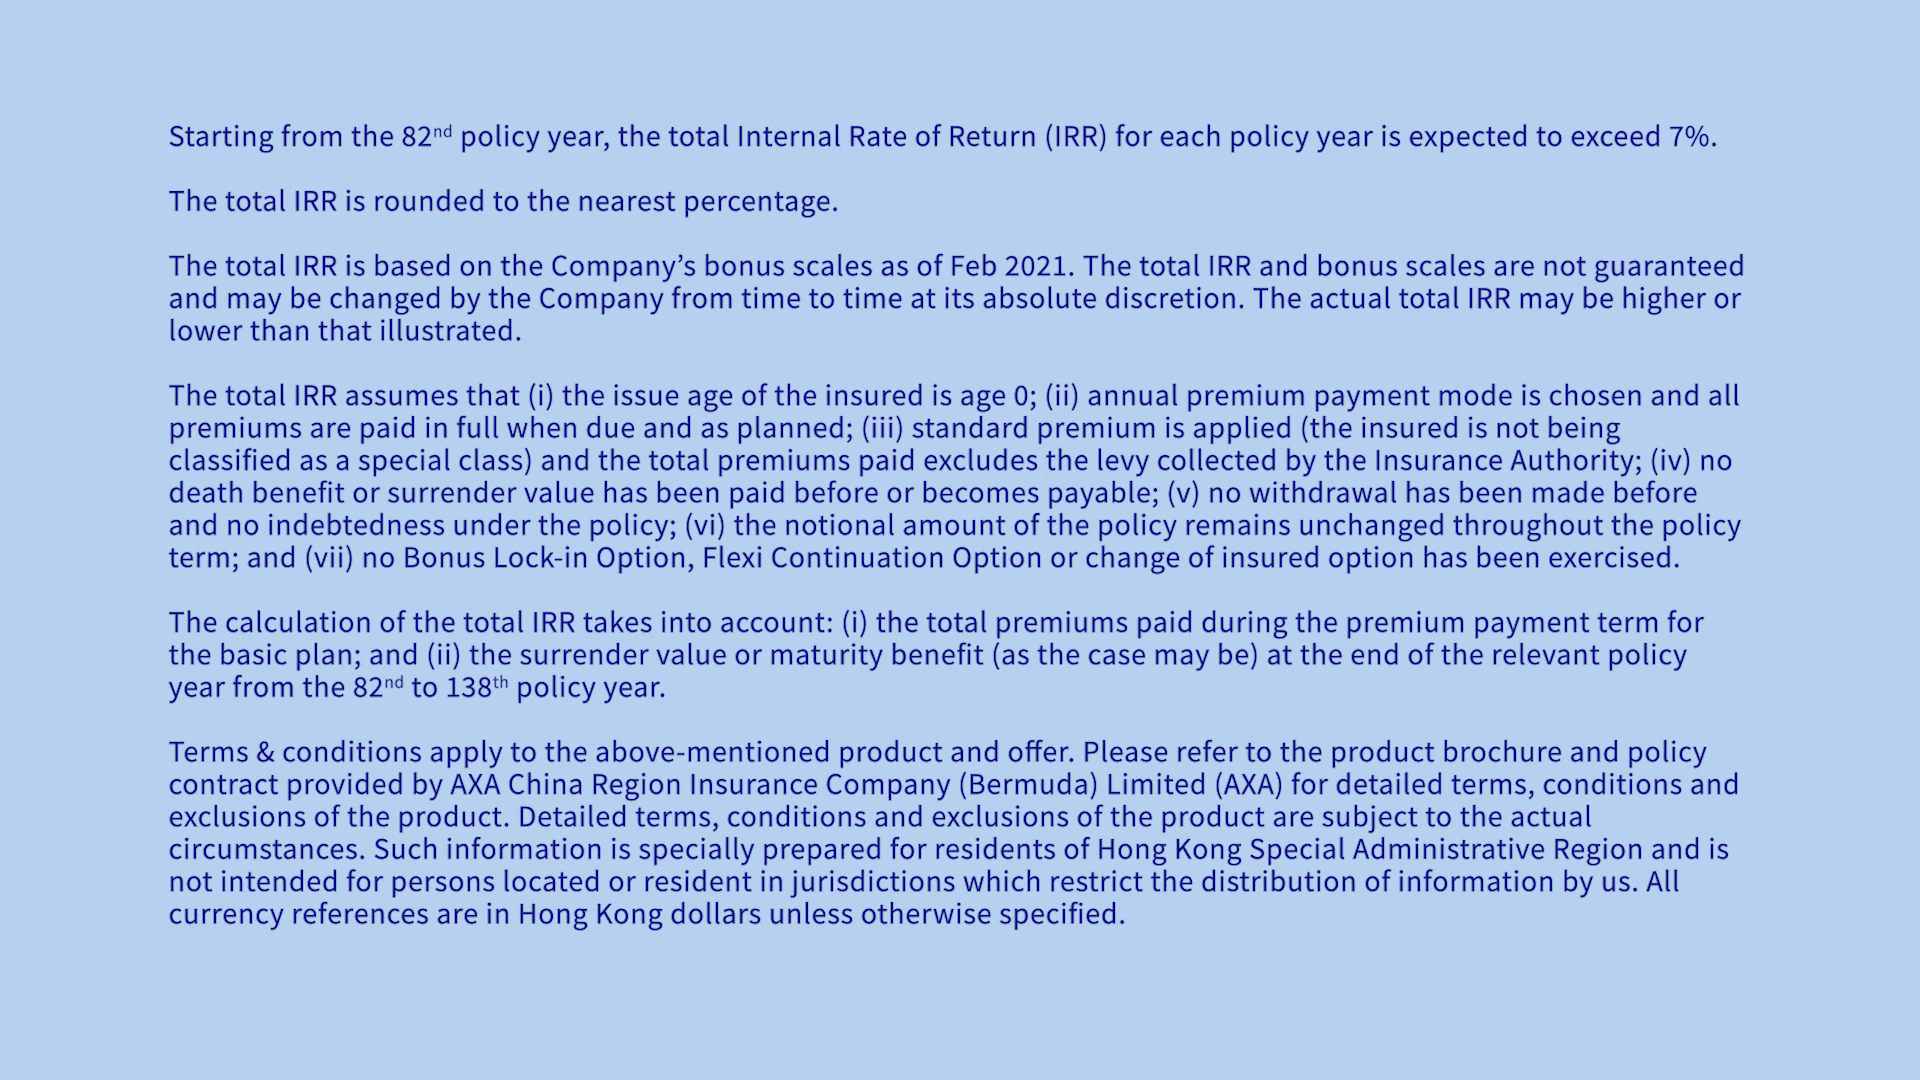 Starting from the 82nd policy year, the total Internal Rate of Return (IRR) for each policy year is expected to exceed 7%.
The total IRR is rounded to the nearest percentage.
The total IRR is based on the Company’s bonus scales as of Feb 2021. The total IRR and bonus scales are not guaranteed
and may be changed by the Company from time to time at its absolute discretion. The actual total IRR may be higher or
lower than that illustrated.
The total IRR assumes that (i) the issue age of the insured is age 0; (ii) annual premium payment mode is chosen and all
premiums are paid in full when due and as planned; (iii) standard premium is applied (the insured is not being
classified as a special class) and the total premiums paid excludes the levy collected by the Insurance Authority; (iv) no
death benefit or surrender value has been paid before or becomes payable; (v) no withdrawal has been made before
and no indebtedness under the policy; (vi) the notional amount of the policy remains unchanged throughout the policy
term; and (vii) no Bonus Lock-in Option, Flexi Continuation Option or change of insured option has been exercised.
The calculation of the total IRR takes into account: (i) the total premiums paid during the premium payment term for
the basic plan; and (ii) the surrender value or maturity benefit (as the case may be) at the end of the relevant policy
year from the 82nd to 138th policy year.
Terms & conditions apply to the above-mentioned product and offer. Please refer to the product brochure and policy
contract provided by AXA China Region Insurance Company (Bermuda) Limited (AXA) for detailed terms, conditions and
exclusions of the product. Detailed terms, conditions and exclusions of the product are subject to the actual
circumstances. Such information is specially prepared for residents of Hong Kong Special Administrative Region and is
not intended for persons located or resident in jurisdictions which restrict the distribution of information by us. All
currency references are in Hong Kong dollars unless otherwise specified.